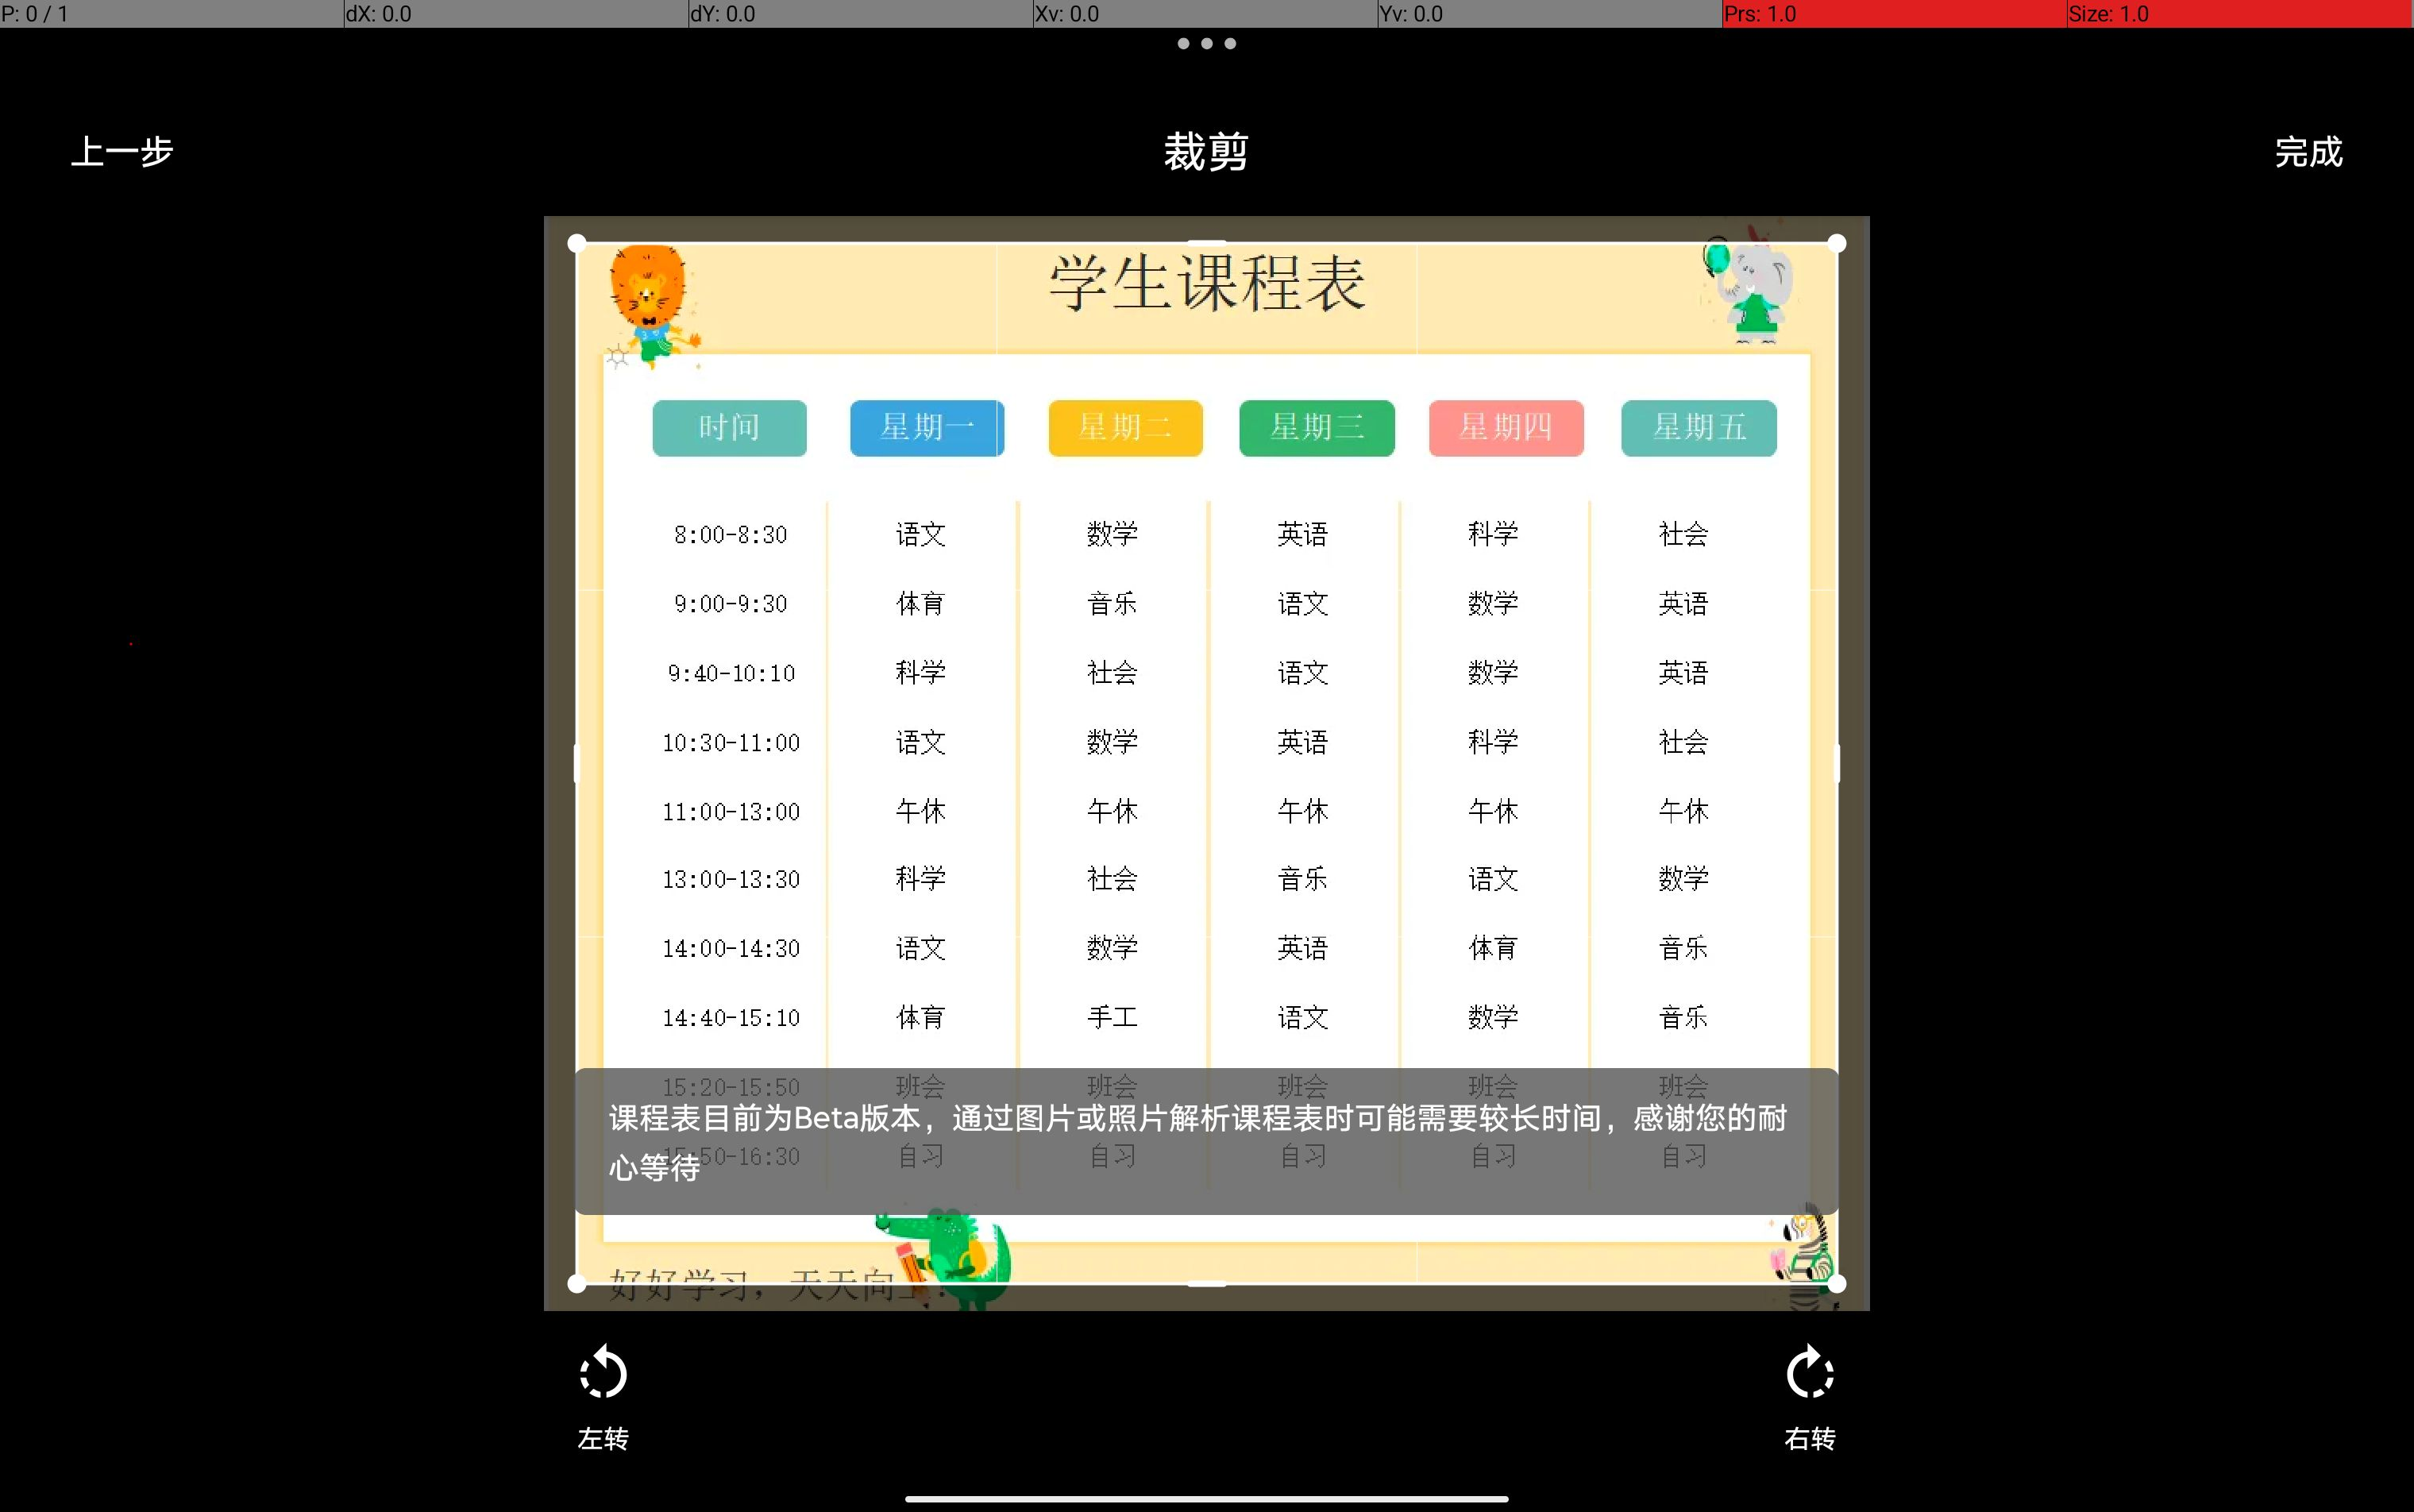 P: 0 / 1 dX: 0.0 dY: 0.0 Xv: 0.0 Yv: 0.0 Prs: 1.0 Size: 1.0
上一步 裁剪 完成
学生课程表
时间 星期一 星期二 星期三 星期四 星期五
8:00-8:30 语文 数学 英语 科学 社会
9:00-9:30 体育 音乐 语文 数学 英语
9:40-10:10 科学 社会 语文 数学 英语
10:30-11:00 语文 数学 英语 科学 社会
11:00-13:00 午休 午休 午休 午休 午休
13:00-13:30 科学 社会 音乐 语文 数学
14:00-14:30 语文 数学 英语 体育 音乐
14:40-15:10 体育 手工 语文 数学 音乐
15:20-15:50 班会 班会 班会 班会 班会
课程表目前为Beta版本，通过图片或照片解析课程表时可能需要较长时间，感谢您的耐
心等待
15:50-16:30 自习 自习 自习 自习 自习
好好学习，天天向
左转 右转